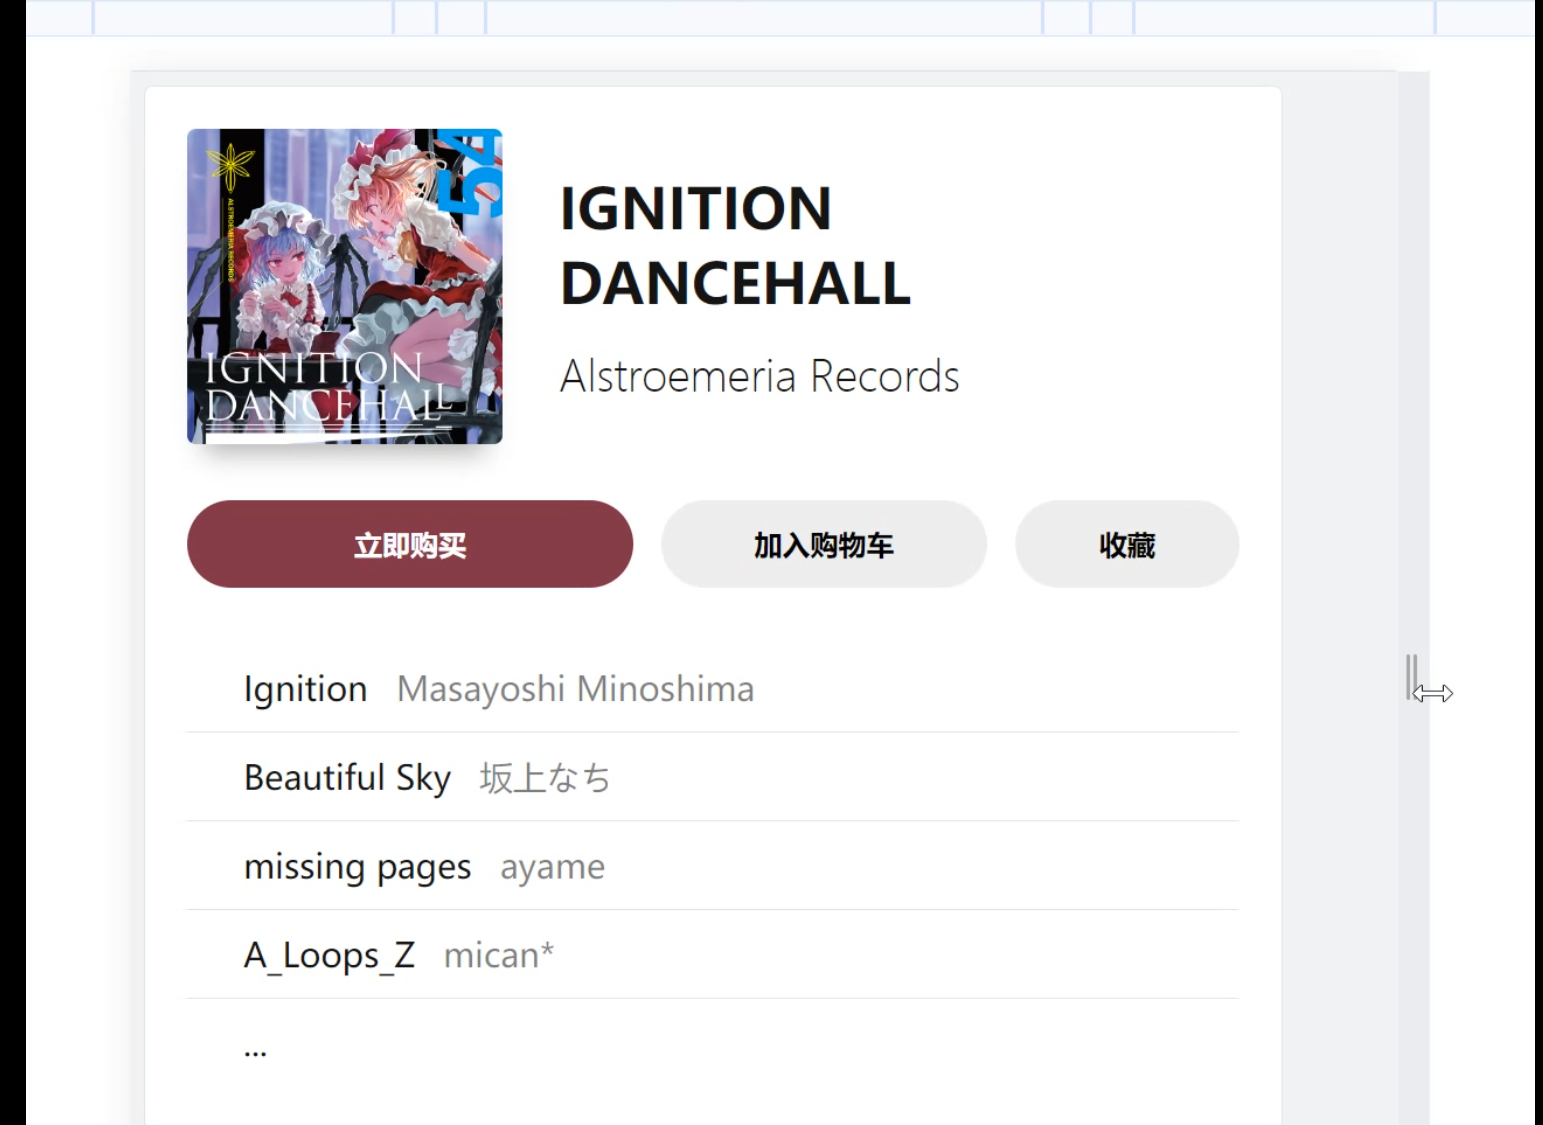 54
ALSTROEMERIA RECORDS
IGNITION
DANCEHALL
IGNITION
DANCEHALL
Alstroemeria Records
立即购买
加入购物车
收藏
Ignition Masayoshi Minoshima
Beautiful Sky 坂上なち
missing pages ayame
A_Loops_Z mican*
...